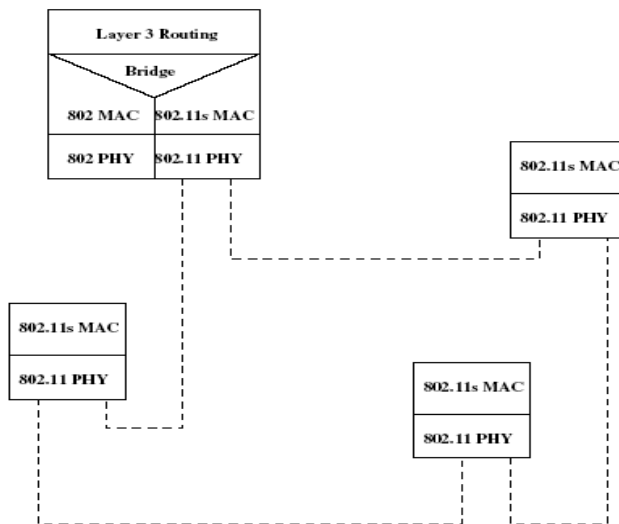 Layer 3 Routing
Bridge
802 MAC
802.11s MAC
802 PHY
802.11 PHY
802.11s MAC
802.11 PHY
802.11s MAC
802.11 PHY
802.11s MAC
802.11 PHY